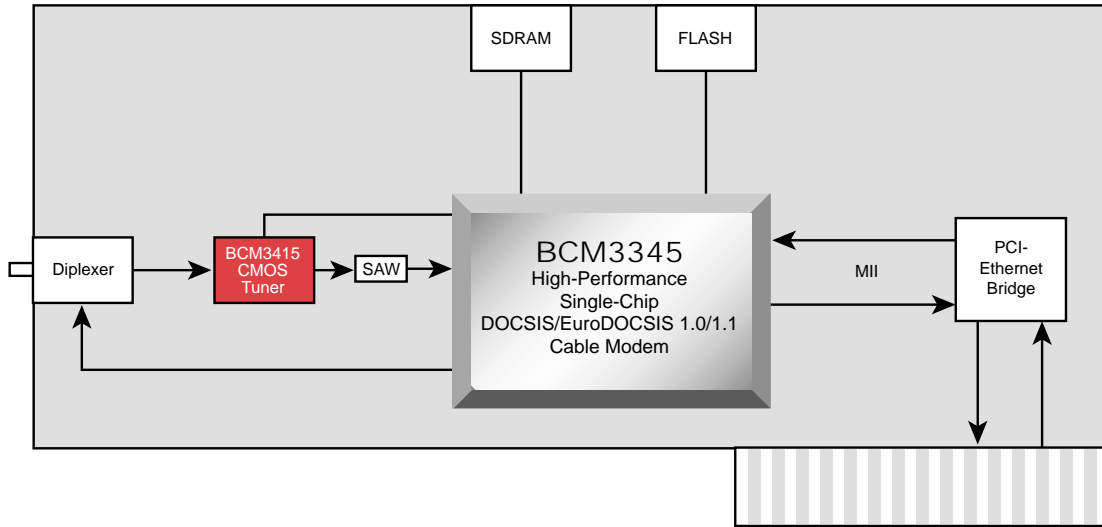 SDRAM
FLASH
Diplexer
BCM3415
CMOS
Tuner
SAW
BCM3345
High-Performance
Single-Chip
DOCSIS/EuroDOCSIS 1.0/1.1
Cable Modem
MII
PCI-
Ethernet
Bridge